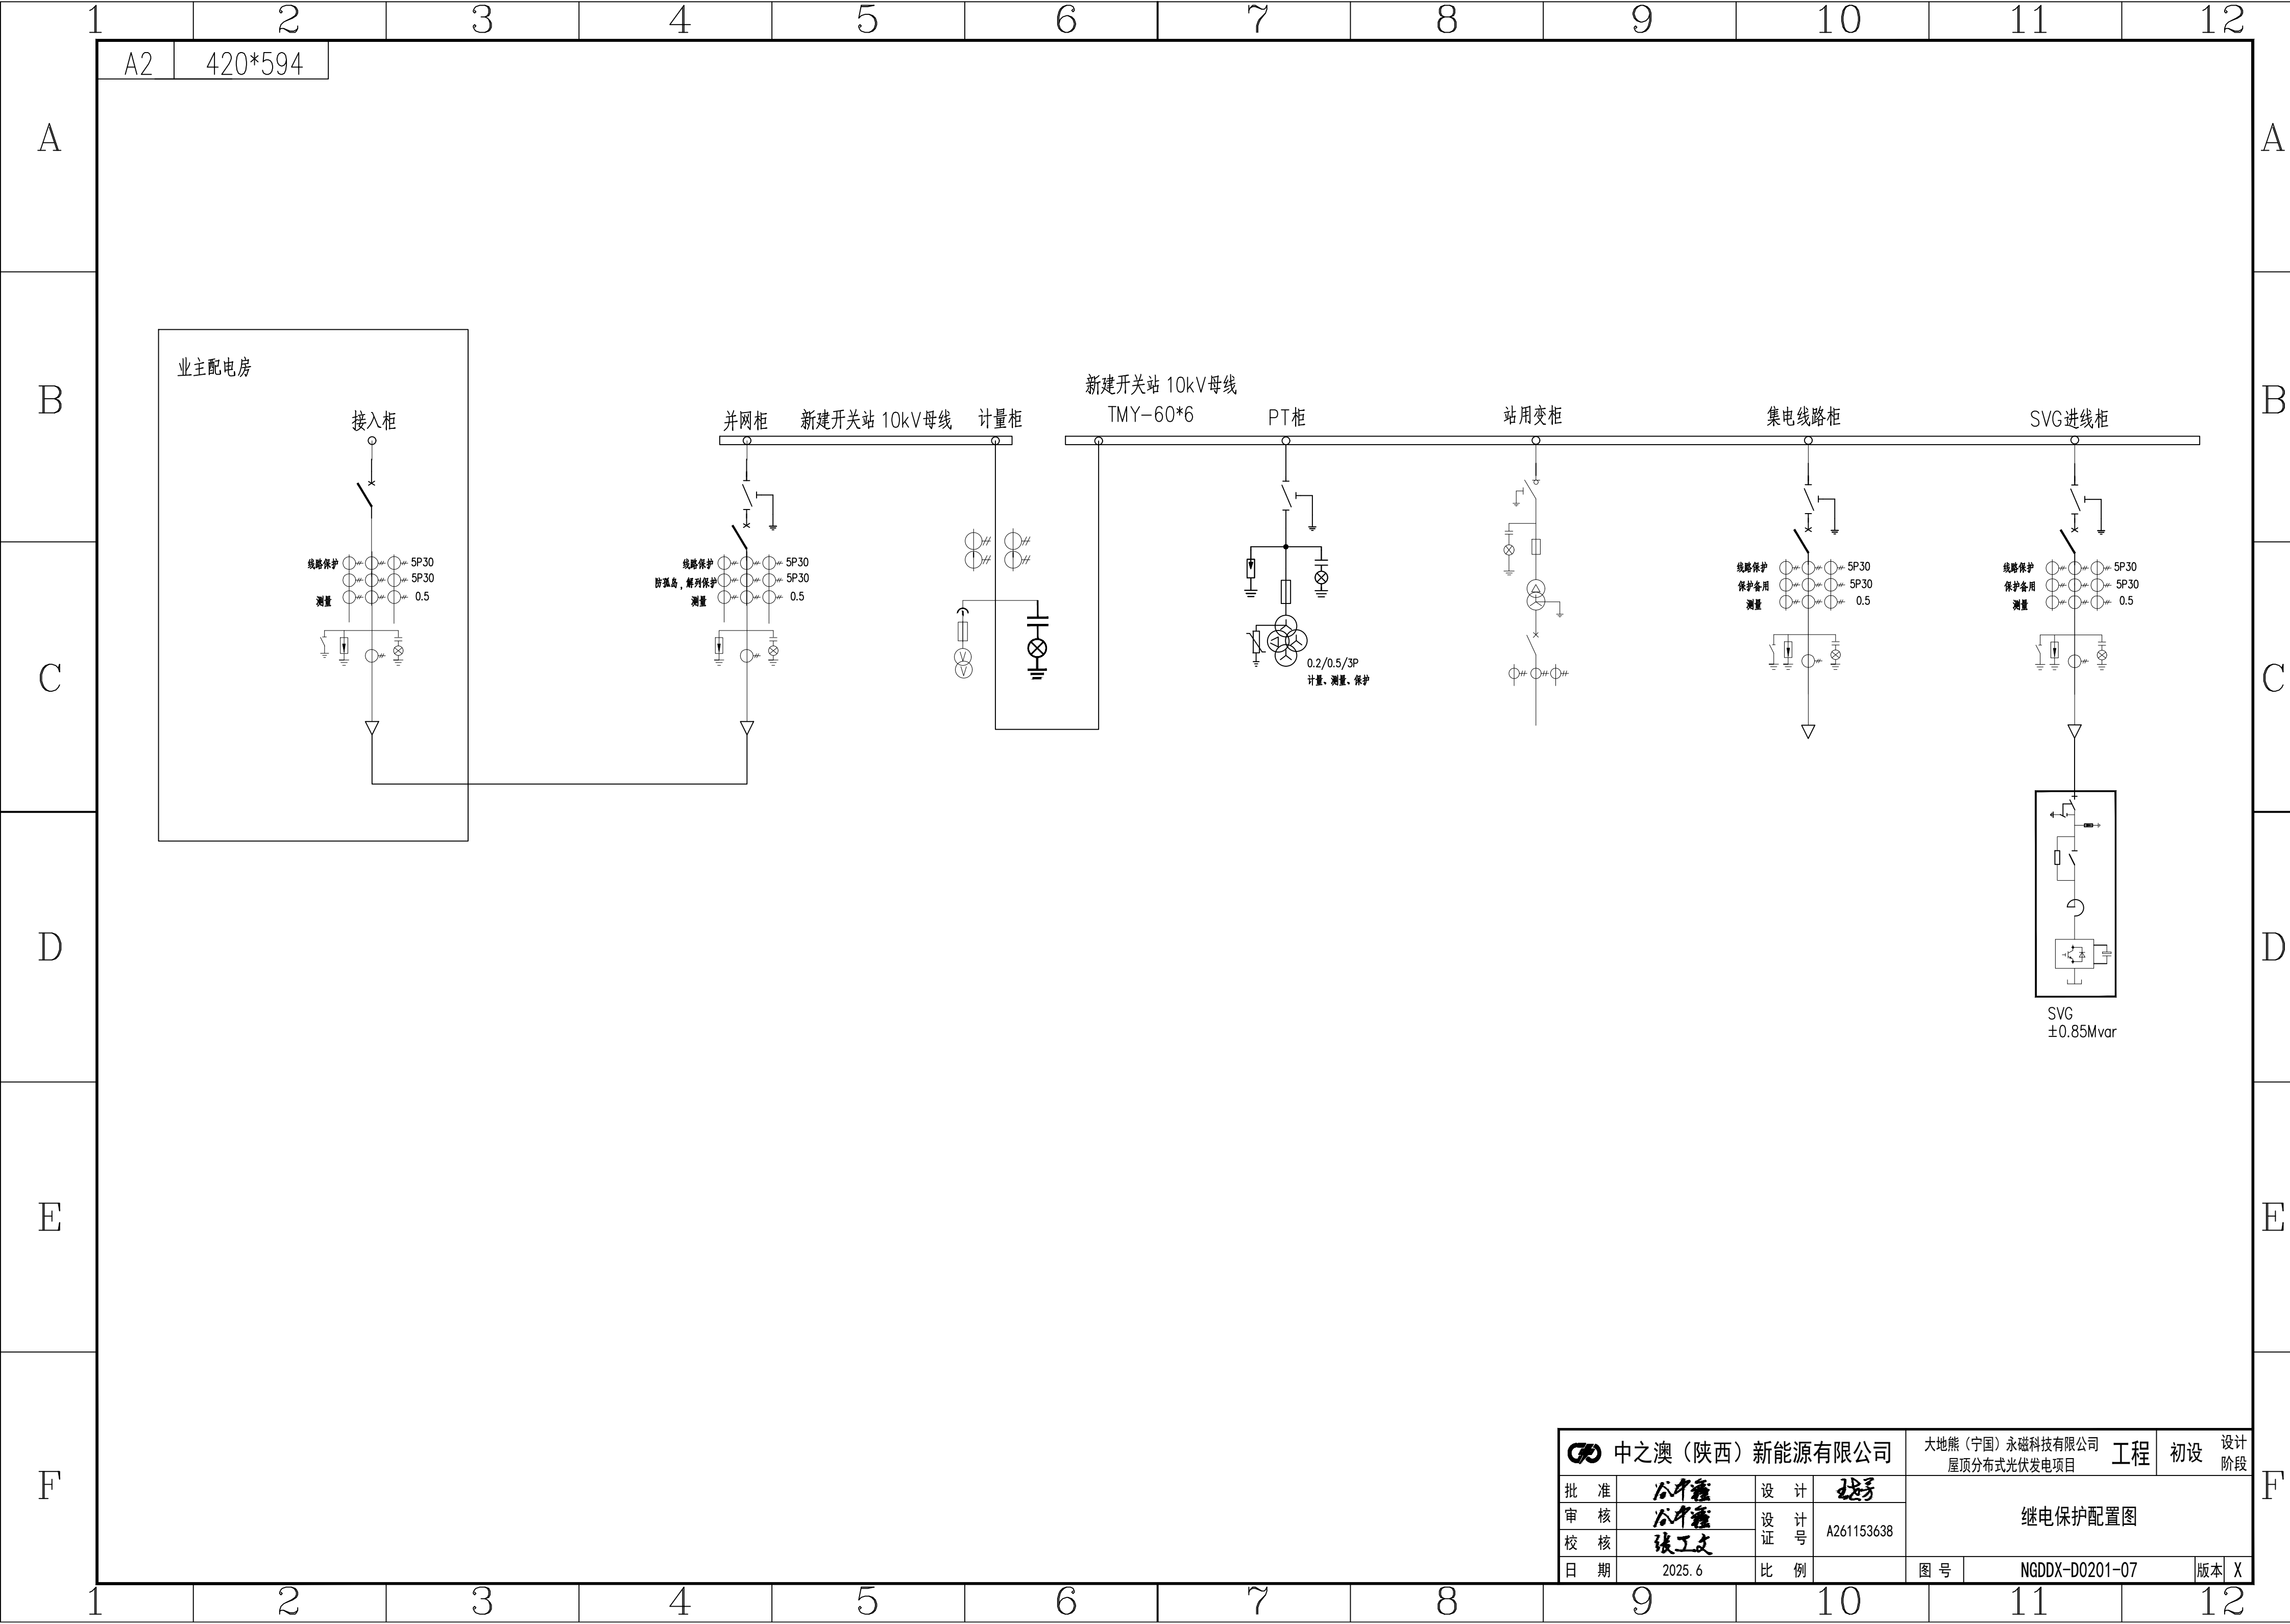 1 2 3 4 5 6 7 8 9 10 11 12
A2 420*594
A A
B B
业主配电房
新建开关站 10kV母线
TMY-60*6
接入柜 并网柜 新建开关站 10kV母线 计量柜 PT柜 站用变柜 集电线路柜 SVG进线柜
线路保护 5P30
5P30
测量 0.5
线路保护 5P30
防孤岛，解列保护 5P30
测量 0.5
V
V
0.2/0.5/3P
计量、测量、保护
线路保护 5P30
保护备用 5P30
测量 0.5
线路保护 5P30
保护备用 5P30
测量 0.5
C C
D D
SVG
±0.85Mvar
E E
F F
中之澳（陕西）新能源有限公司
大地熊（宁国）永磁科技有限公司
屋顶分布式光伏发电项目
工程 初设 设计
阶段
批 准 设 计
审 核 设 计
证 号 A261153638
校 核 张工文
继电保护配置图
日 期 2025.6 比 例
图 号 NGDDX-D0201-07 版本 X
1 2 3 4 5 6 7 8 9 10 11 12